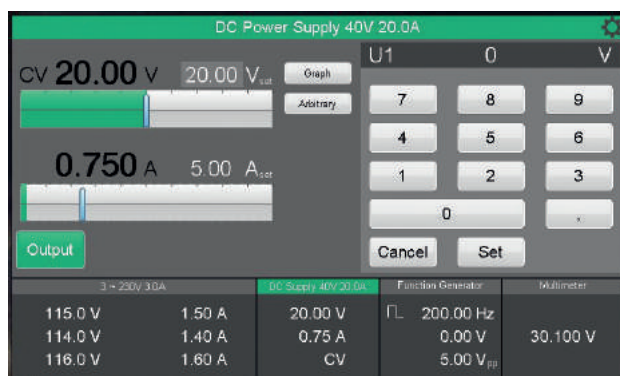 DC Power Supply 40V 20.0A
CV 20.00 V 20.00 Vset
Graph
Arbitrary
0.750 A 5.00 Aset
Output
U1 0 V
7 8 9
4 5 6
1 2 3
0 .
Cancel Set
3 ~ 230V 3.0A
115.0 V 1.50 A
114.0 V 1.40 A
116.0 V 1.60 A
DC Supply 40V 20.0A
20.00 V
0.75 A
CV
Function Generator
200.00 Hz
0.00 V
5.00 Vpp
Multimeter
30.100 V